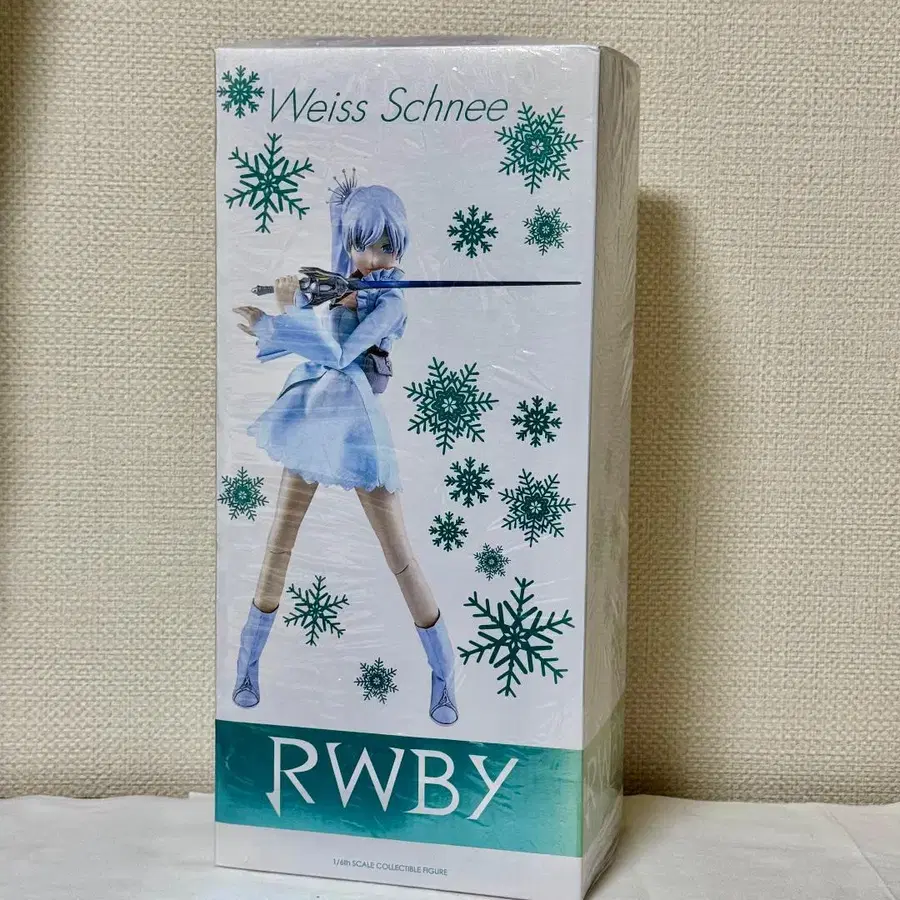 Weiss Schnee
RWBY
1/6th SCALE COLLECTIBLE FIGURE